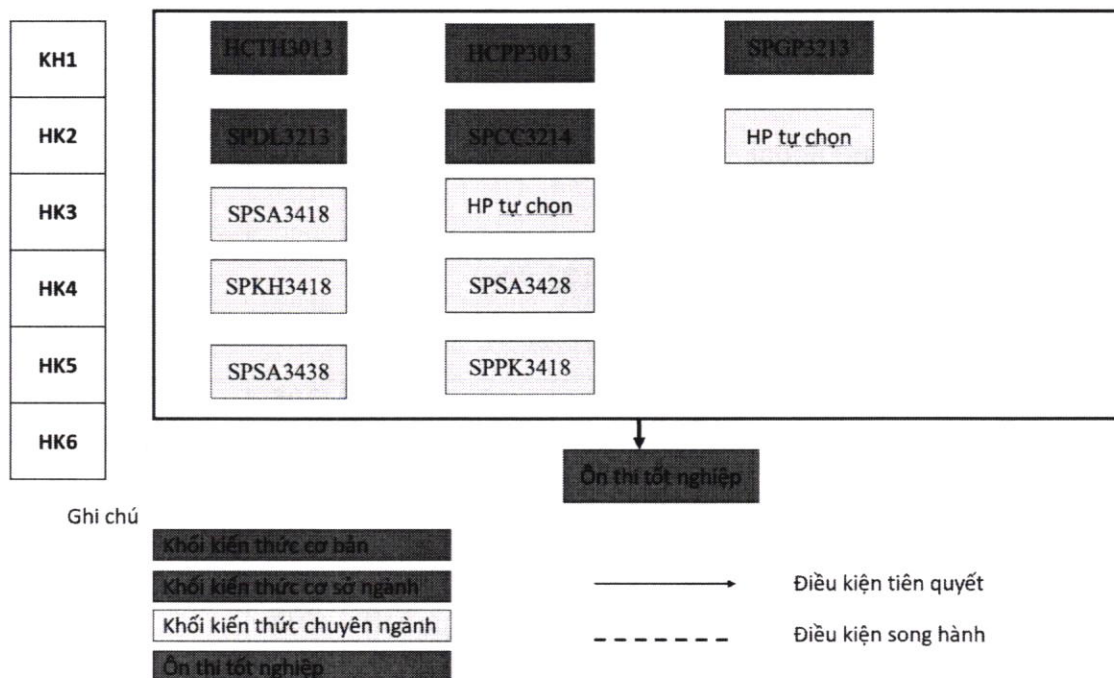 KH1
HCTH3013
HCPP3013
SPGP3213
HK2
SPDL3213
SPCC3214
HP tự chọn
HK3
SPSA3418
HP tự chọn
HK4
SPKH3418
SPSA3428
HK5
SPSA3438
SPPK3418
HK6
Ôn thi tốt nghiệp
Ghi chú
Khối kiến thức cơ bản
Khối kiến thức cơ sở ngành
Điều kiện tiên quyết
Khối kiến thức chuyên ngành
Điều kiện song hành
Ôn thi tốt nghiệp